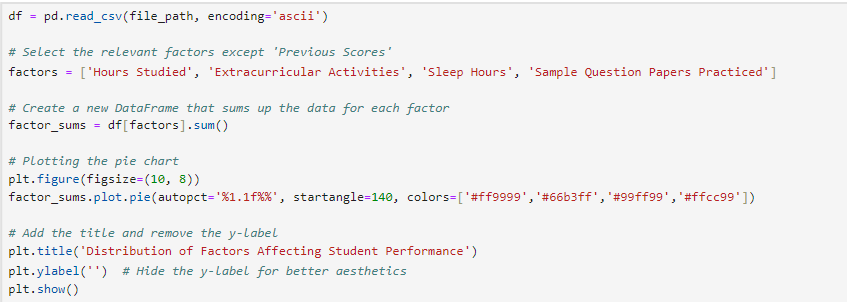 df = pd.read_csv(file_path, encoding='ascii')
# Select the relevant factors except 'Previous Scores'
factors = ['Hours Studied', 'Extracurricular Activities', 'Sleep Hours', 'Sample Question Papers Practiced']
# Create a new DataFrame that sums up the data for each factor
factor_sums = df[factors].sum()
# Plotting the pie chart
plt.figure(figsize=(10, 8))
factor_sums.plot.pie(autopct='%1.1f%%', startangle=140, colors=['#ff9999','#66b3ff','#99ff99','#ffcc99'])
# Add the title and remove the y-label
plt.title('Distribution of Factors Affecting Student Performance')
plt.ylabel('')  # Hide the y-label for better aesthetics
plt.show()